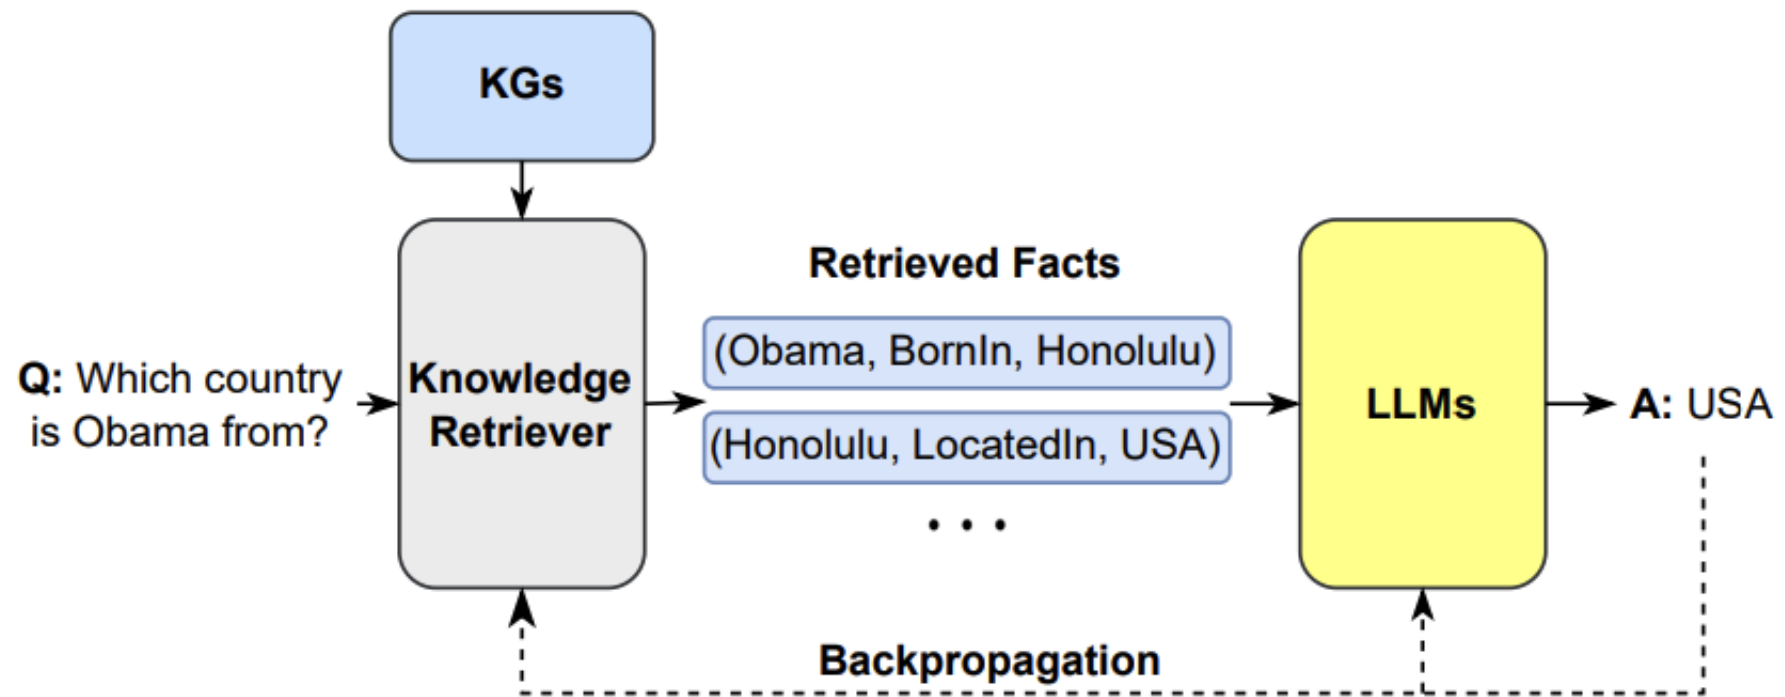 KGs
Retrieved Facts
(Obama, BornIn, Honolulu)
Q: Which country
is Obama from?
Knowledge
Retriever
LLMs
A: USA
(Honolulu, LocatedIn, USA)
. . .
Backpropagation